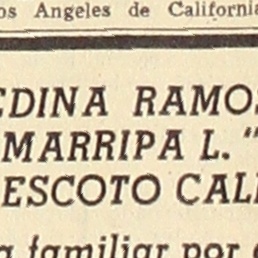 os Angeles de California
EDINA RAMOS
MARRIPA L. "
ESCOTO CAL
a familiar por